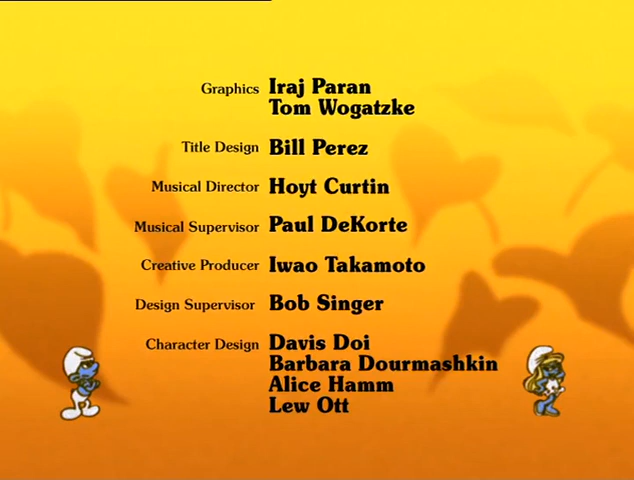 Graphics Iraj Paran
Tom Wogatzke
Title Design Bill Perez
Musical Director Hoyt Curtin
Musical Supervisor Paul DeKorte
Creative Producer Iwao Takamoto
Design Supervisor Bob Singer
Character Design Davis Doi
Barbara Dourmashkin
Alice Hamm
Lew Ott